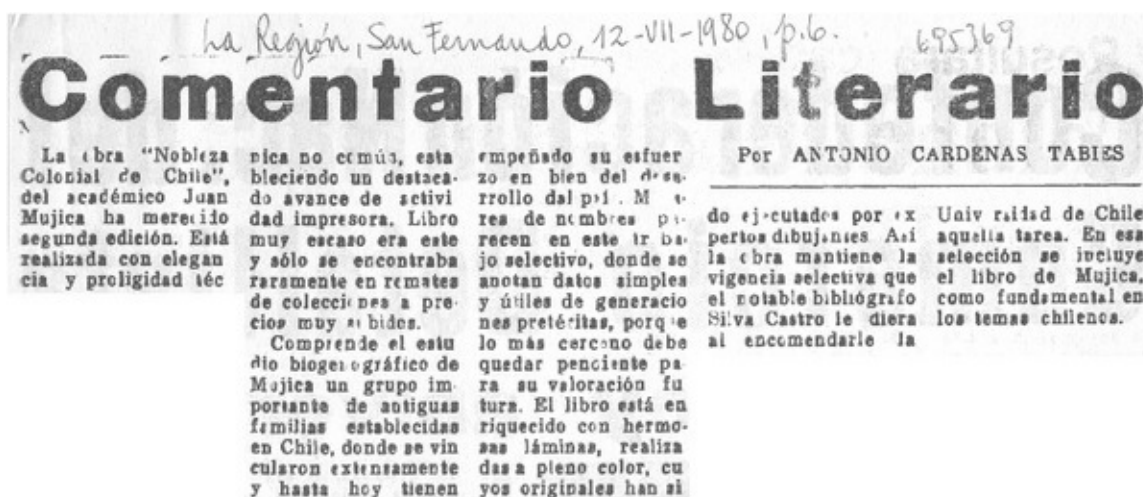 La Región, San Fernando, 12-VII-1980, p.6. 695369
Comentario Literario
Por ANTONIO CARDENAS TABIES
La obra "Nobleza
Colonial de Chile",
del académico Juan
Mujica ha merecido
segunda edición. Está
realizada con elegan
cia y proligidad téc
nica no común, esta
bleciendo un destaca-
do avance de activi
dad impresora. Libro
muy escaso era este
y sólo se encontraba
raramente en remates
de colecciones a pre-
cios muy subidos.
Comprende el estu
dio biogenográfico de
Mujica un grupo im-
portante de antiguas
familias establecidas
en Chile, donde se vin
cularon extensamente
y hasta hoy tienen
empeñado su esfuer
zo en bien del desa-
rrollo del
de nombres
recen en este traba-
jo selectivo, donde se
anotan datos simples
y útiles de generacio
nes pretéritas, porque
lo más cercano debe
quedar penciente pa-
ra su valoración fu
tura. El libro está en
riquecido con hermo-
sas láminas, realiza
das a pleno color, cu
yos originales han si
do ejecutados por ex
pertos dibujantes. Así
la obra mantiene la
vigencia selectiva que
el notable bibliógrafo
Silva Castro le diera
al encomendarle la
Universidad de Chile
aquella tarea. En esa
selección se incluye
el libro de Mujica,
como fundamental en
los temas chilenos.